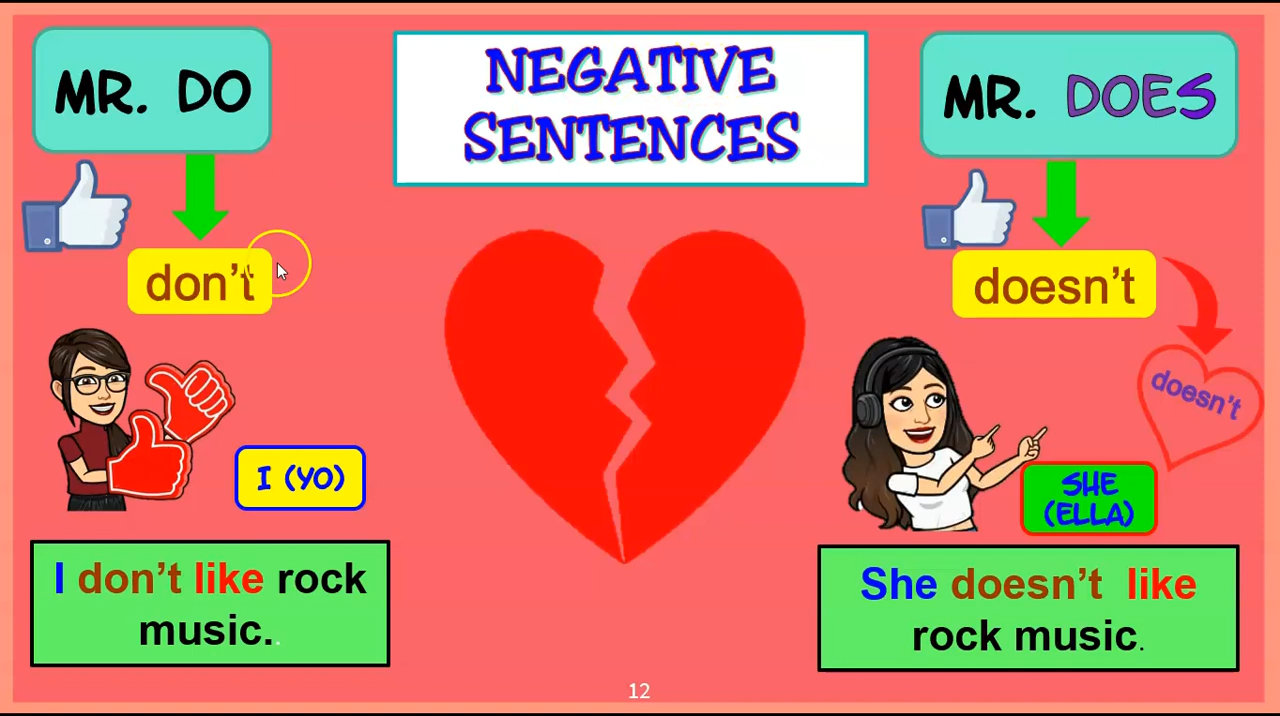 MR. DO
NEGATIVE
SENTENCES
MR. DOES
don't
doesn't
doesn't
I (YO)
SHE
(ELLA)
I don't like rock
music..
She doesn't like
rock music.
12